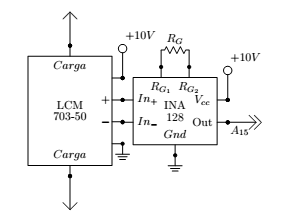 +10V
R_G
+10V
Carga
R_G1 R_G2
V_cc
LCM
703-50
+
−
In+
In−
INA
128
Out
Gnd
A_15
Carga